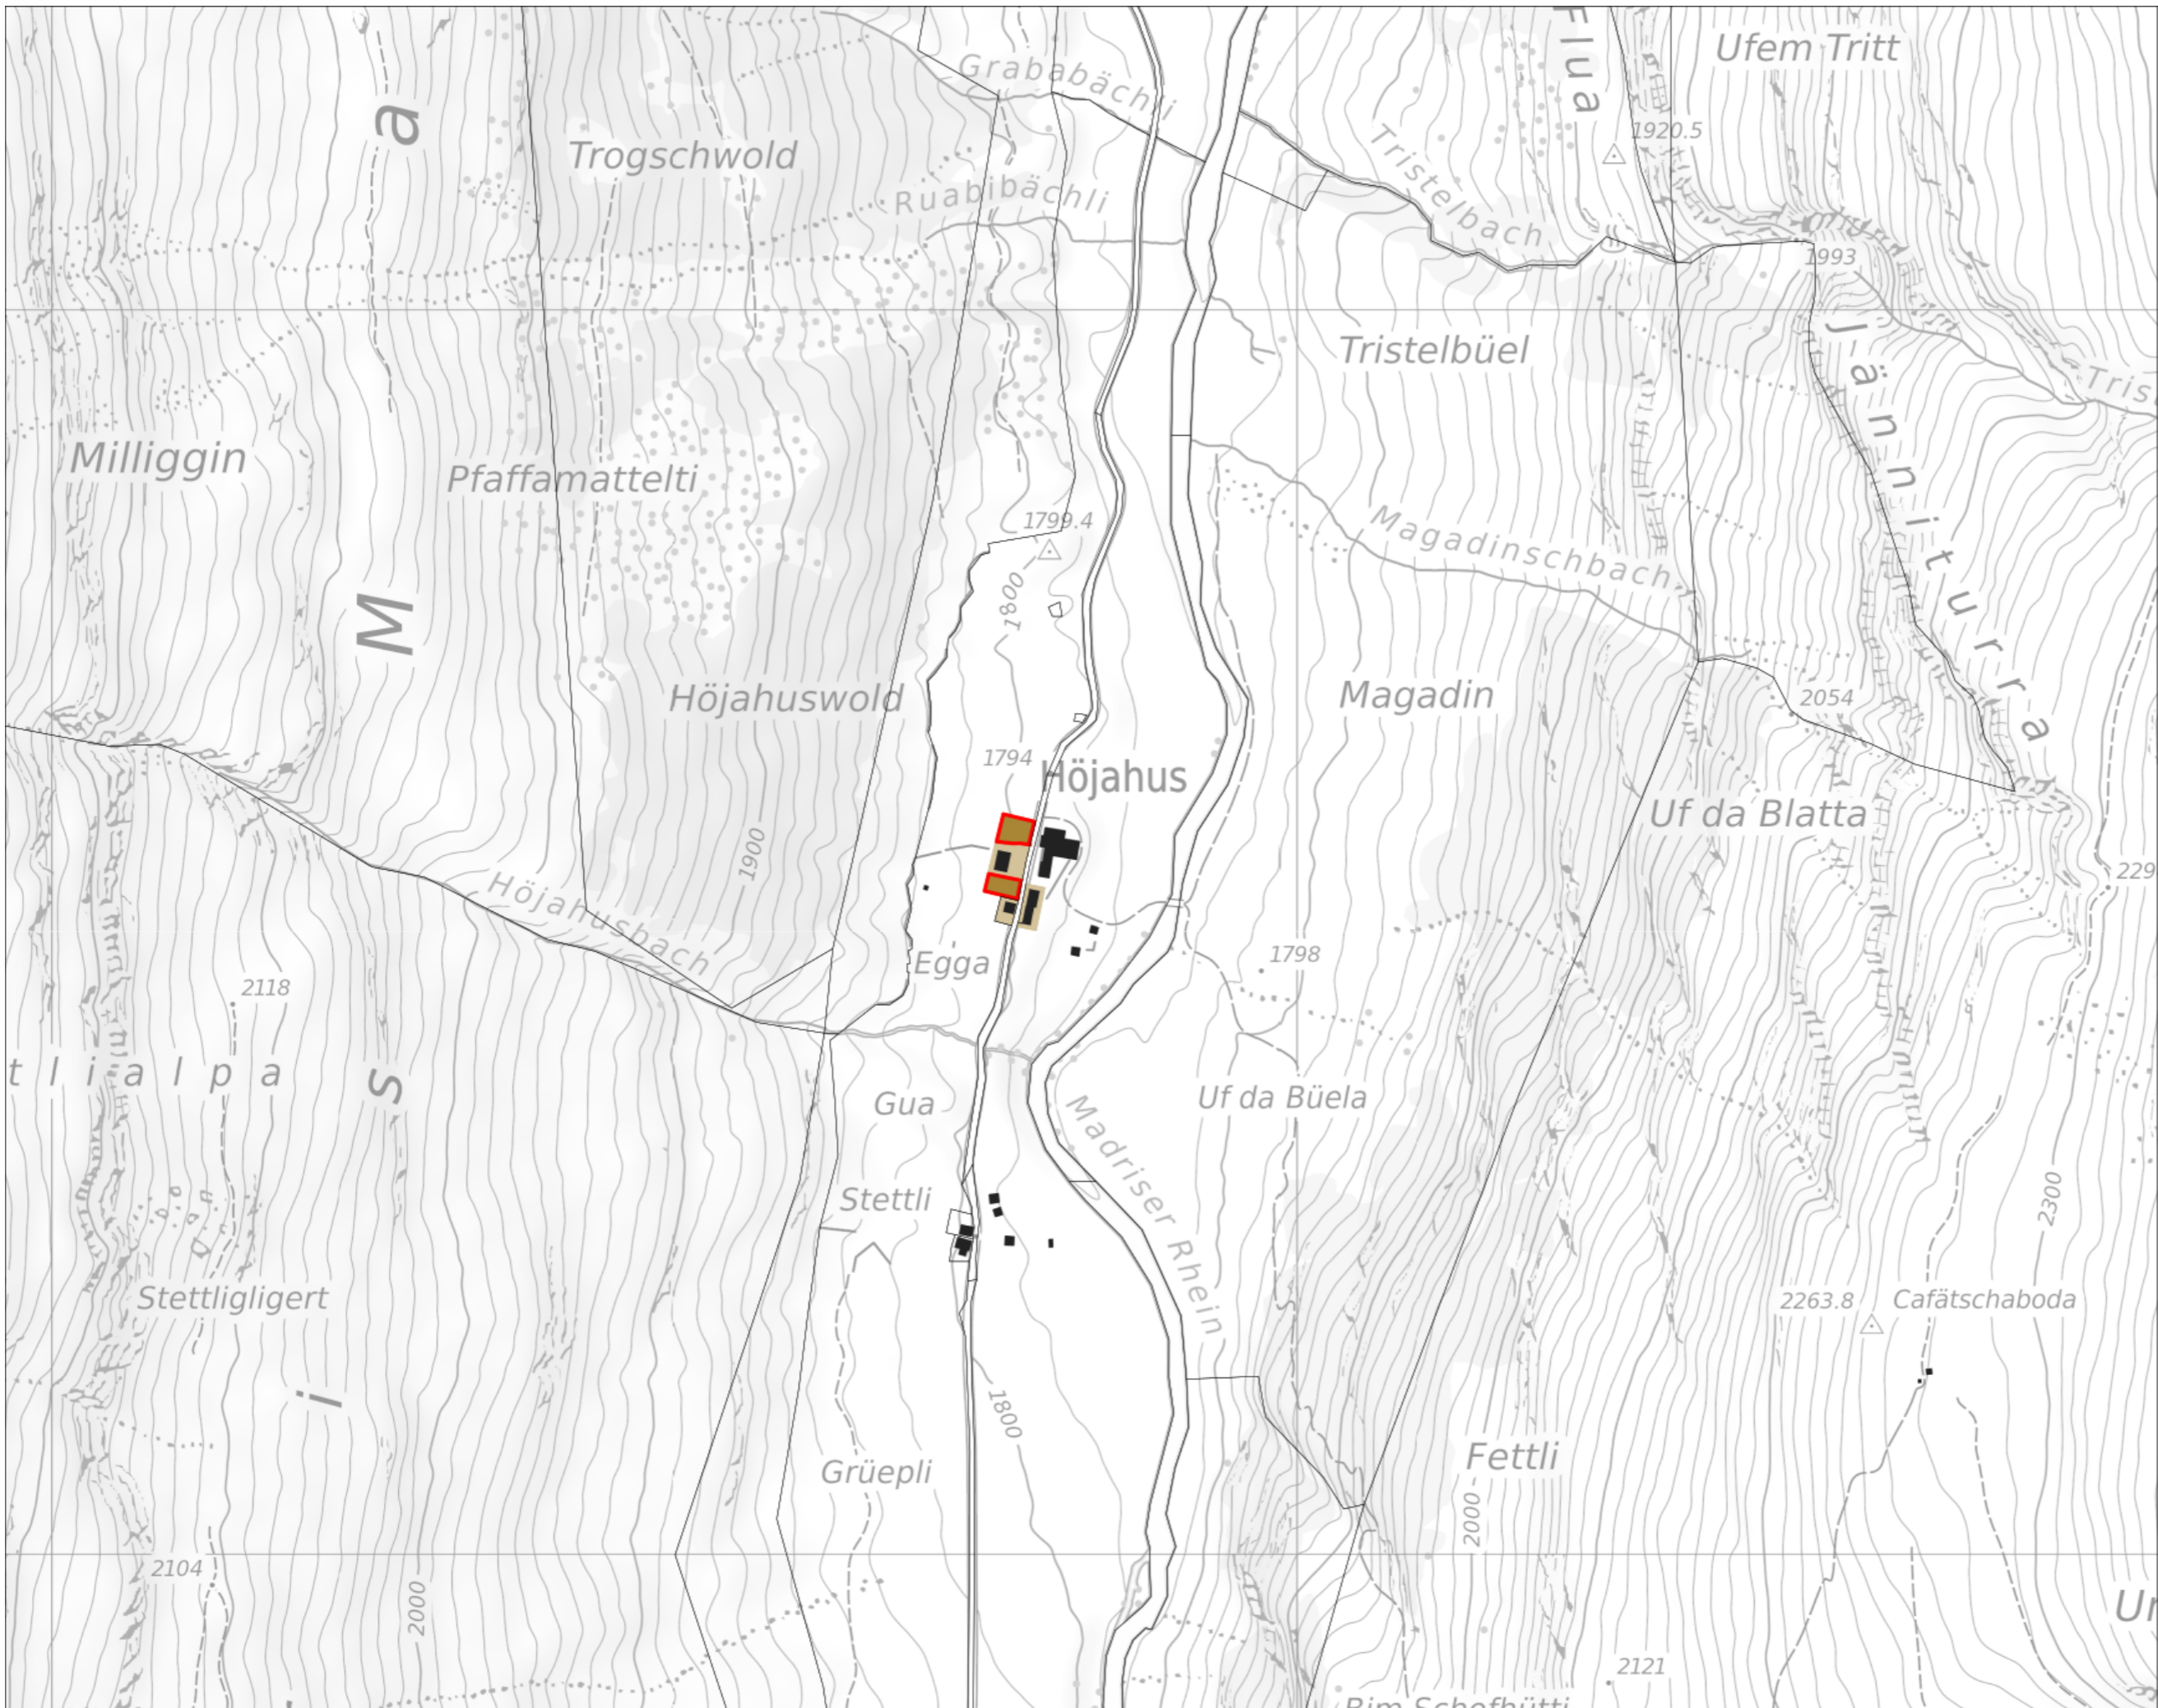 Ufem Tritt
Flua
Grababächli
a
1920.5
Trogschwold
Tristelbach
Ruabibächli
1993
Tristelbüel
Jänniturra
Milliggin
Pfaffamattelti
1799.4
Magadinschbach
1800
M
Höjahuswold
Magadin
2054
1794
Höjahus
Uf da Blatta
1900
Höjahusbach
1798
Egga
2118
tlialpa
s
Gua
Uf da Büela
Madriser Rhein
Stettli
2300
Stettligligert
2263.8
Cafätschaboda
i
1800
Grüepli
Fettli
2000
2104
2000
2121